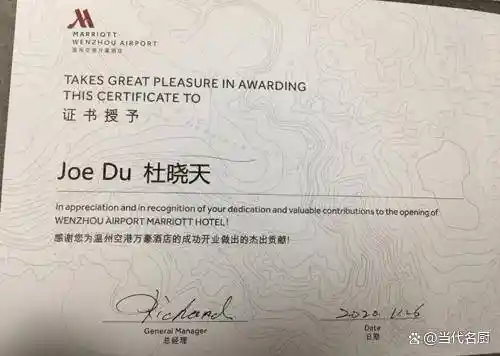 MARRIOTT
WENZHOU AIRPORT
温州空港万豪酒店
TAKES GREAT PLEASURE IN AWARDING
THIS CERTIFICATE TO
证书授予
Joe Du 杜晓天
In appreciation and in recognition of your dedication and valuable contributions to the opening of
WENZHOU AIRPORT MARRIOTT HOTEL!
感谢您为温州空港万豪酒店的成功开业做出的杰出贡献!
Richard
General Manager
总经理
2020.11.26
Date
日期
@当代名厨